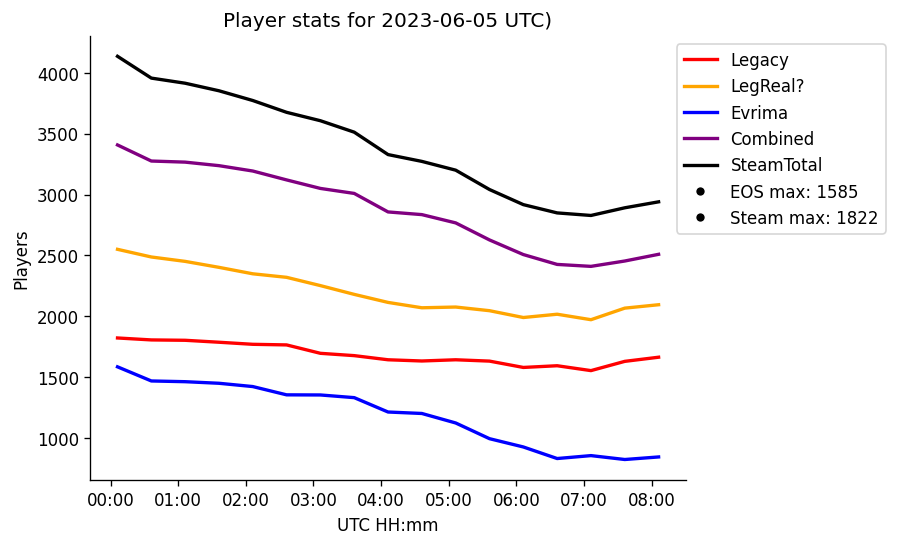 Player stats for 2023-06-05 UTC)
Legacy
LegReal?
Evrima
Combined
SteamTotal
EOS max: 1585
Steam max: 1822
Players
4000
3500
3000
2500
2000
1500
1000
00:00 01:00 02:00 03:00 04:00 05:00 06:00 07:00 08:00
UTC HH:mm